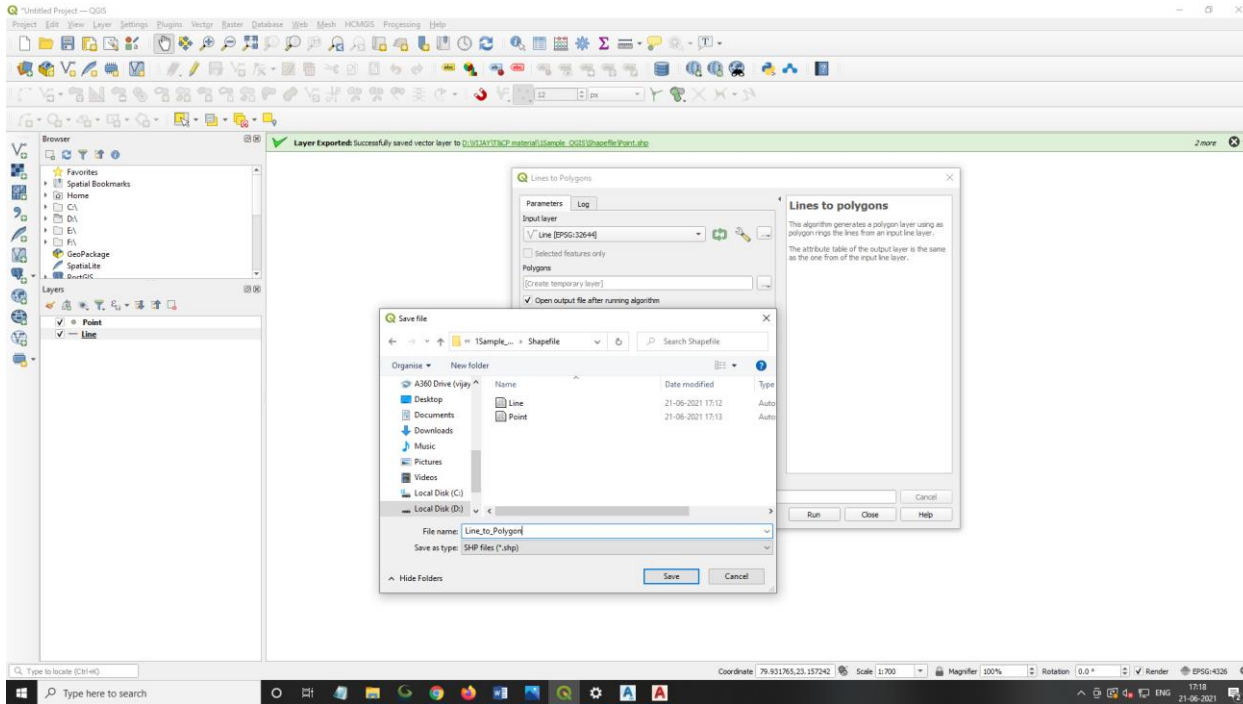 *Untitled Project — QGIS
Project Edit View Layer Settings Plugins Vector Raster Database Web Mesh HCMGIS Processing Help
12 px
Browser
Layer Exported: Successfully saved vector layer to
2 more
Favorites
Spatial Bookmarks
Home
C:\
D:\
E:\
F:\
GeoPackage
SpatiaLite
PostGIS
Layers
Point
Line
Lines to Polygons
Parameters Log
Input layer
Line [EPSG:32644]
Selected features only
Polygons
[Create temporary layer]
Open output file after running algorithm
Lines to polygons
This algorithm generates a polygon layer using as
polygon rings the lines from an input line layer.
The attribute table of the output layer is the same
as the one from of the input line layer.
Cancel
Run Close Help
Save file
« 1Sample_... › Shapefile
Search Shapefile
Organise New folder
A360 Drive (vijay
Desktop
Documents
Downloads
Music
Pictures
Videos
Local Disk (C:)
Local Disk (D:)
Name Date modified Type
Line 21-06-2021 17:12 Auto
Point 21-06-2021 17:13 Auto
File name: Line_to_Polygon
Save as type: SHP files (*.shp)
Hide Folders
Save Cancel
Type to locate (Ctrl+K)
Coordinate 79.931765,23.157242 Scale 1:700 Magnifier 100% Rotation 0.0 ° Render EPSG:4326
Type here to search
ENG
17:18
21-06-2021